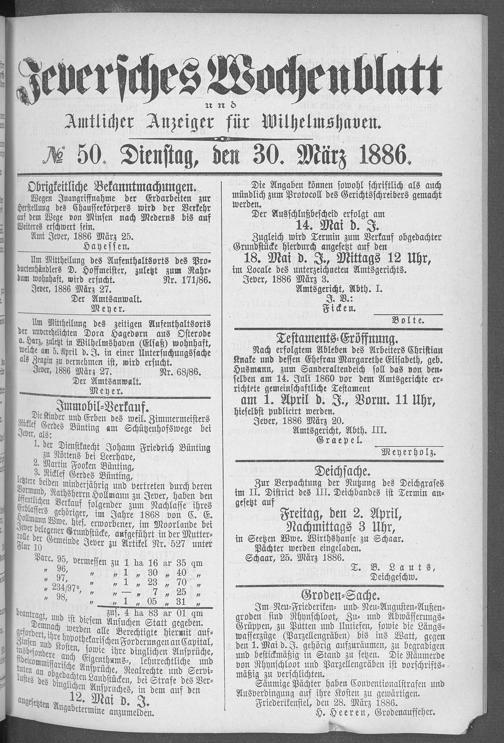 Jeversches Wochenblatt
und
Amtlicher Anzeiger für Wilhelmshaven.
№ 50. Dienstag, den 30. März 1886.
Obrigkeitliche Bekanntmachungen.
Wegen Inangriffnahme der Erdarbeiten zur
Herstellung des Chausseekörpers wird der Verkehr
auf dem Wege von Minsen nach Mederns bis auf
Weiteres erschwert sein.
Amt Jever, 1886 März 25.
Hayessen.
Um Mittheilung des Aufenthaltsorts des Pro-
ductenhändlers D. Hoffmeister, zuletzt zum Rahr-
dum wohnhaft, wird ersucht. Nr. 171/86.
Jever, 1886 März 27.
Der Amtsanwalt.
Meyer.
Um Mittheilung des zeitigen Aufenthaltsorts
der unverehelichten Dora Hagedorn aus Osterode
a. Harz, zuletzt in Wilhelmshaven (Elsaß) wohnhaft,
welche am 5. April d. J. in einer Untersuchungssache
als Zeugin zu vernehmen ist, wird ersucht.
Jever, 1886 März 27. Nr. 68/86.
Der Amtsanwalt.
Meyer.
Immobil-Verkauf.
Die Kinder und Erben des weil. Zimmermeisters
Ricklef Gerdes Bünting am Schützenhofswege bei
Jever, als:
1. der Dienstknecht Johann Friedrich Bünting
zu Nötens bei Leerhave,
2. Martin Fooken Bünting,
3. Ricklef Gerdes Bünting,
letztere beiden minderjährig und vertreten durch deren
Vormund, Rathsherrn Hollmann zu Jever, haben den
öffentlichen Verkauf folgender zum Nachlasse ihres
Erblassers gehöriger, im Jahre 1868 von C. E.
Hollmann Wwe. hies. erworbener, im Moorlande bei
Jever belegener Grundstücke, aufgeführt in der Mutter-
rolle der Gemeinde Jever zu Artikel Nr. 527 unter
Flur 10
Parc. 95, vermessen zu 1 ha 16 ar 35 qm
„ 96, „ „ 1 „ 30 „ 40 „
„ 97, „ „ 1 „ 23 „ 70 „
„ 234/97ᵃ, „ „ — „ 7 „ 25 „
„ 98, „ „ 1 „ 05 „ 31 „
zus. 4 ha 83 ar 01 qm
beantragt, und ist diesem Ansuchen Statt gegeben.
Demnach werden alle Berechtigte hiermit auf-
gefordert, ihre hypothekarischen Forderungen an Capital,
Zinsen und Kosten, sowie ihre dinglichen Ansprüche,
insbesondere auch Eigenthums-, Lehnrechtliche und
fideicommissarische Ansprüche, Realrechte und Servi-
tuten des Landgebiets, bei Strafe des Ver-
lustes des dinglichen Anspruches, in dem auf den
12. Mai d. J.
angesetzten Angabetermine anzumelden.
Die Angaben können sowohl schriftlich als auch
mündlich zum Protocoll des Gerichtsschreibers gemacht
werden.
Der Ausschlußbescheid erfolgt am
14. Mai d. J.
Zugleich wird Termin zum Verkauf obgedachter
Grundstücke hierdurch angesetzt auf den
18. Mai d. J., Mittags 12 Uhr,
im Locale des unterzeichneten Amtsgerichts.
Jever, 1886 März 3.
Amtsgericht, Abth. I.
J. V.:
Ficken.
Bolte.
Testaments-Eröffnung.
Nach erfolgtem Ableben des Arbeiters Christian
Knake und dessen Ehefrau Margarethe Elisabeth, geb.
Husmann, zum Sanderaltendeich soll das von den-
selben am 14. Juli 1860 vor dem Amtsgerichte er-
richtete gemeinschaftliche Testament
am 1. April d. J., Vorm. 11 Uhr,
hieselbst publicirt werden.
Jever, 1886 März 20.
Amtsgericht, Abth. III.
Graepel.
Meyerholz.
Deichsache.
Zur Verpachtung der Nutzung des Deichgrases
im II. District des III. Deichbandes ist Termin an-
gesetzt auf
Freitag, den 2. April,
Nachmittags 3 Uhr,
in Seetzen Wwe. Wirthshause zu Schaar.
Pächter werden eingeladen.
Schaar, 25. März 1886.
T. B. Lauts,
Deichgeschw.
Groden-Sache.
Im Neu-Friederiken- und Neu-Augusten-Außen-
groden sind Rhynschloot, Zu- und Abwässerungs-
Grüppen, zu Patten und Uniefen, sowie die Längs-
wasserzüge (Parzellengräben) bis ins Watt, gegen
den 1. Mai d. J. gehörig aufzuräumen, zu begradigen
und bestickmäßig in Stand zu setzen. Die Räumerde
von Rhynschloot und Parzellengräben ist vorschrifts-
mäßig zu verschlichten.
Säumige Pächter haben Conventionalstrafen und
Ausverdingung auf ihre Kosten zu gewärtigen.
Friederikensiel, den 28. März 1886.
H. Heeren, Grodenaufseher.